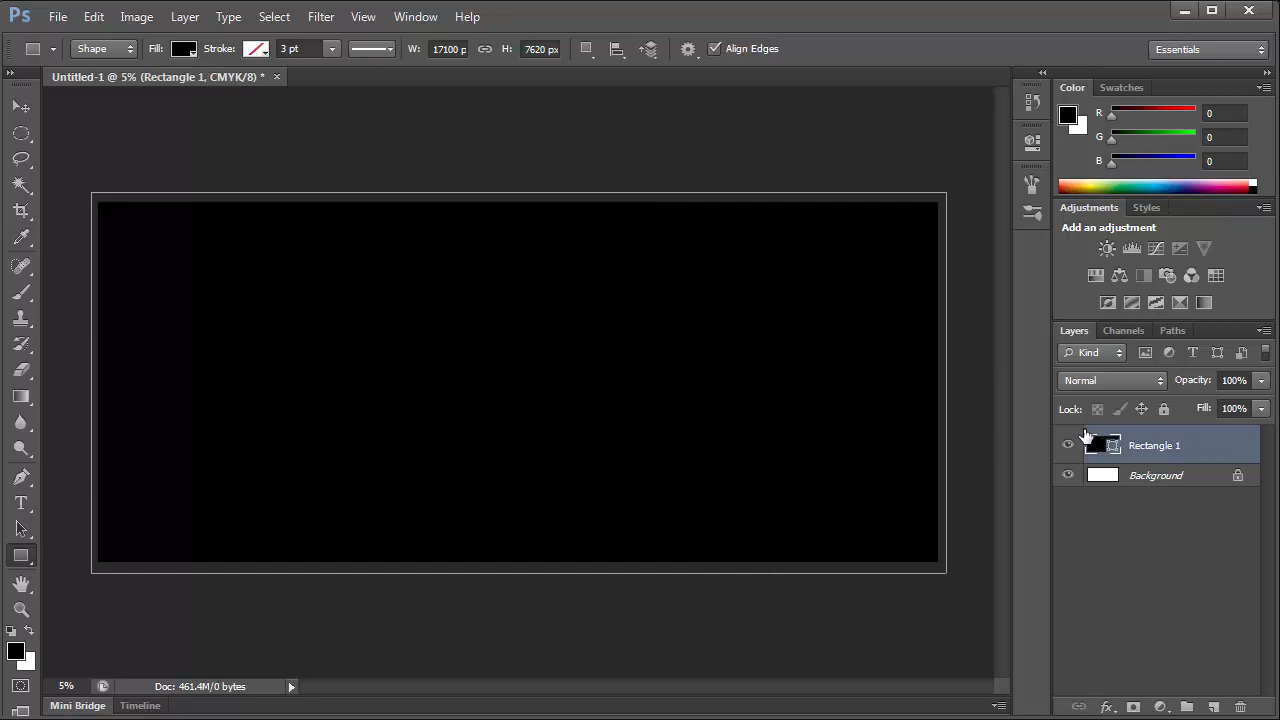 Ps File Edit Image Layer Type Select Filter View Window Help
Shape Fill: Stroke: 3 pt W: 17100 p H: 7620 px Align Edges Essentials
Untitled-1 @ 5% (Rectangle 1, CMYK/8) * ×
Color Swatches
R 0
G 0
B 0
Adjustments Styles
Add an adjustment
Layers Channels Paths
Kind T
Normal Opacity: 100%
Lock: Fill: 100%
Rectangle 1
Background
T
5% Doc: 461.4M/0 bytes
Mini Bridge Timeline
fx